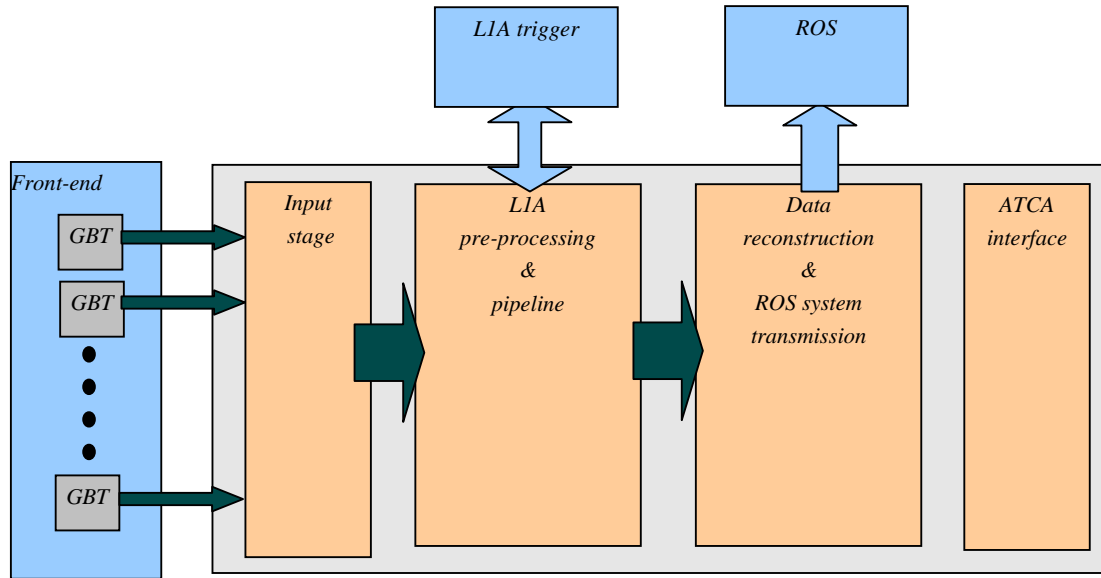 L1A trigger
ROS
Front-end
GBT
GBT
GBT
Input
stage
L1A
pre-processing
&
pipeline
Data
reconstruction
&
ROS system
transmission
ATCA
interface